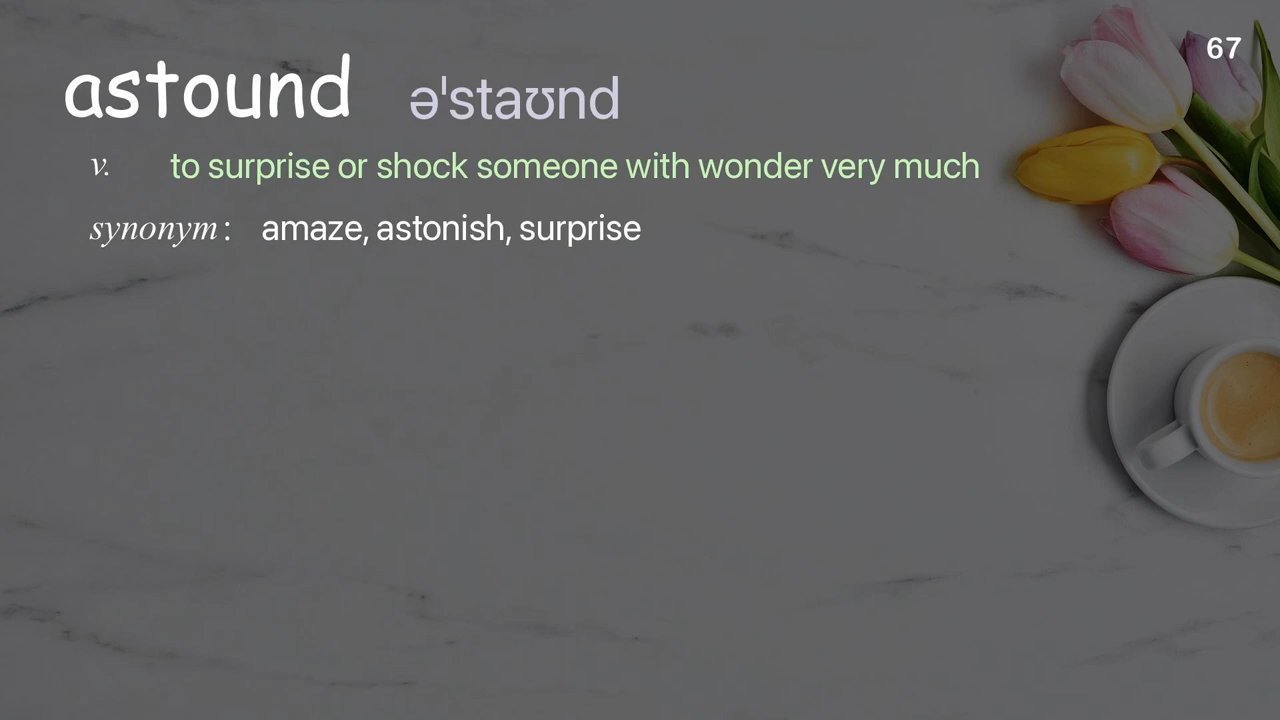 67
astound əˈstaʊnd
v. to surprise or shock someone with wonder very much
synonym : amaze, astonish, surprise